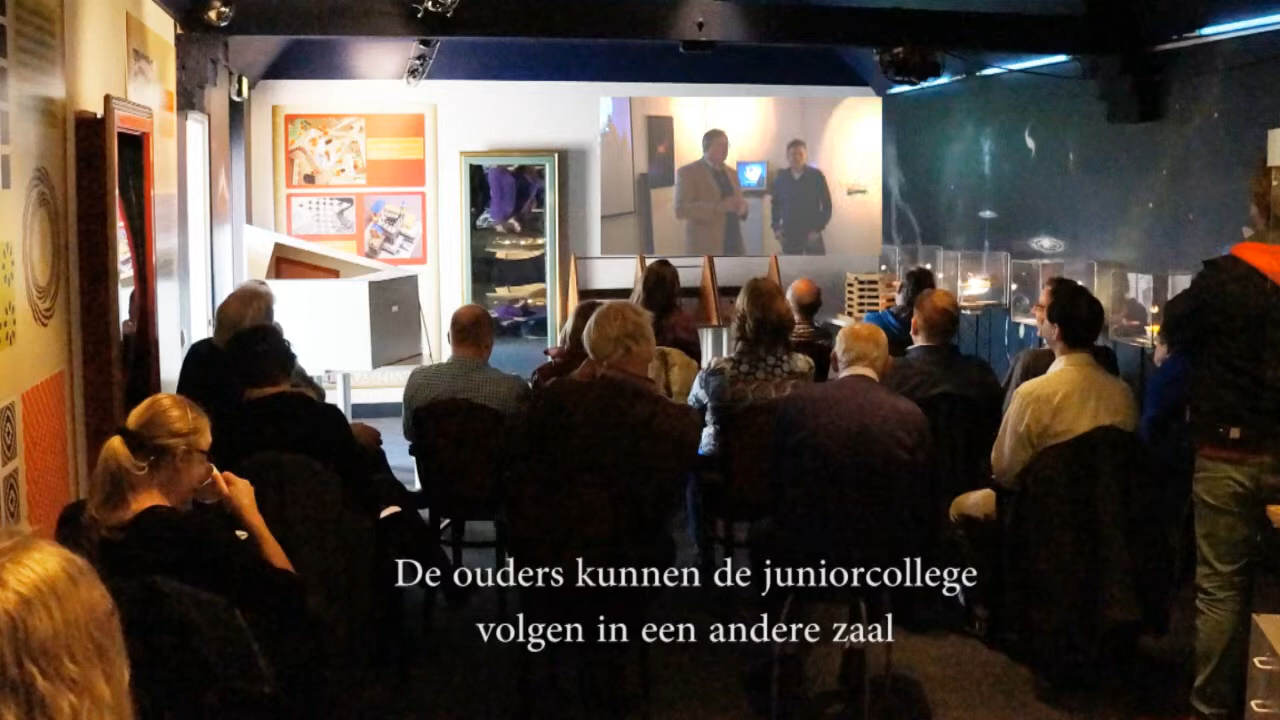 De ouders kunnen de juniorcollege
volgen in een andere zaal